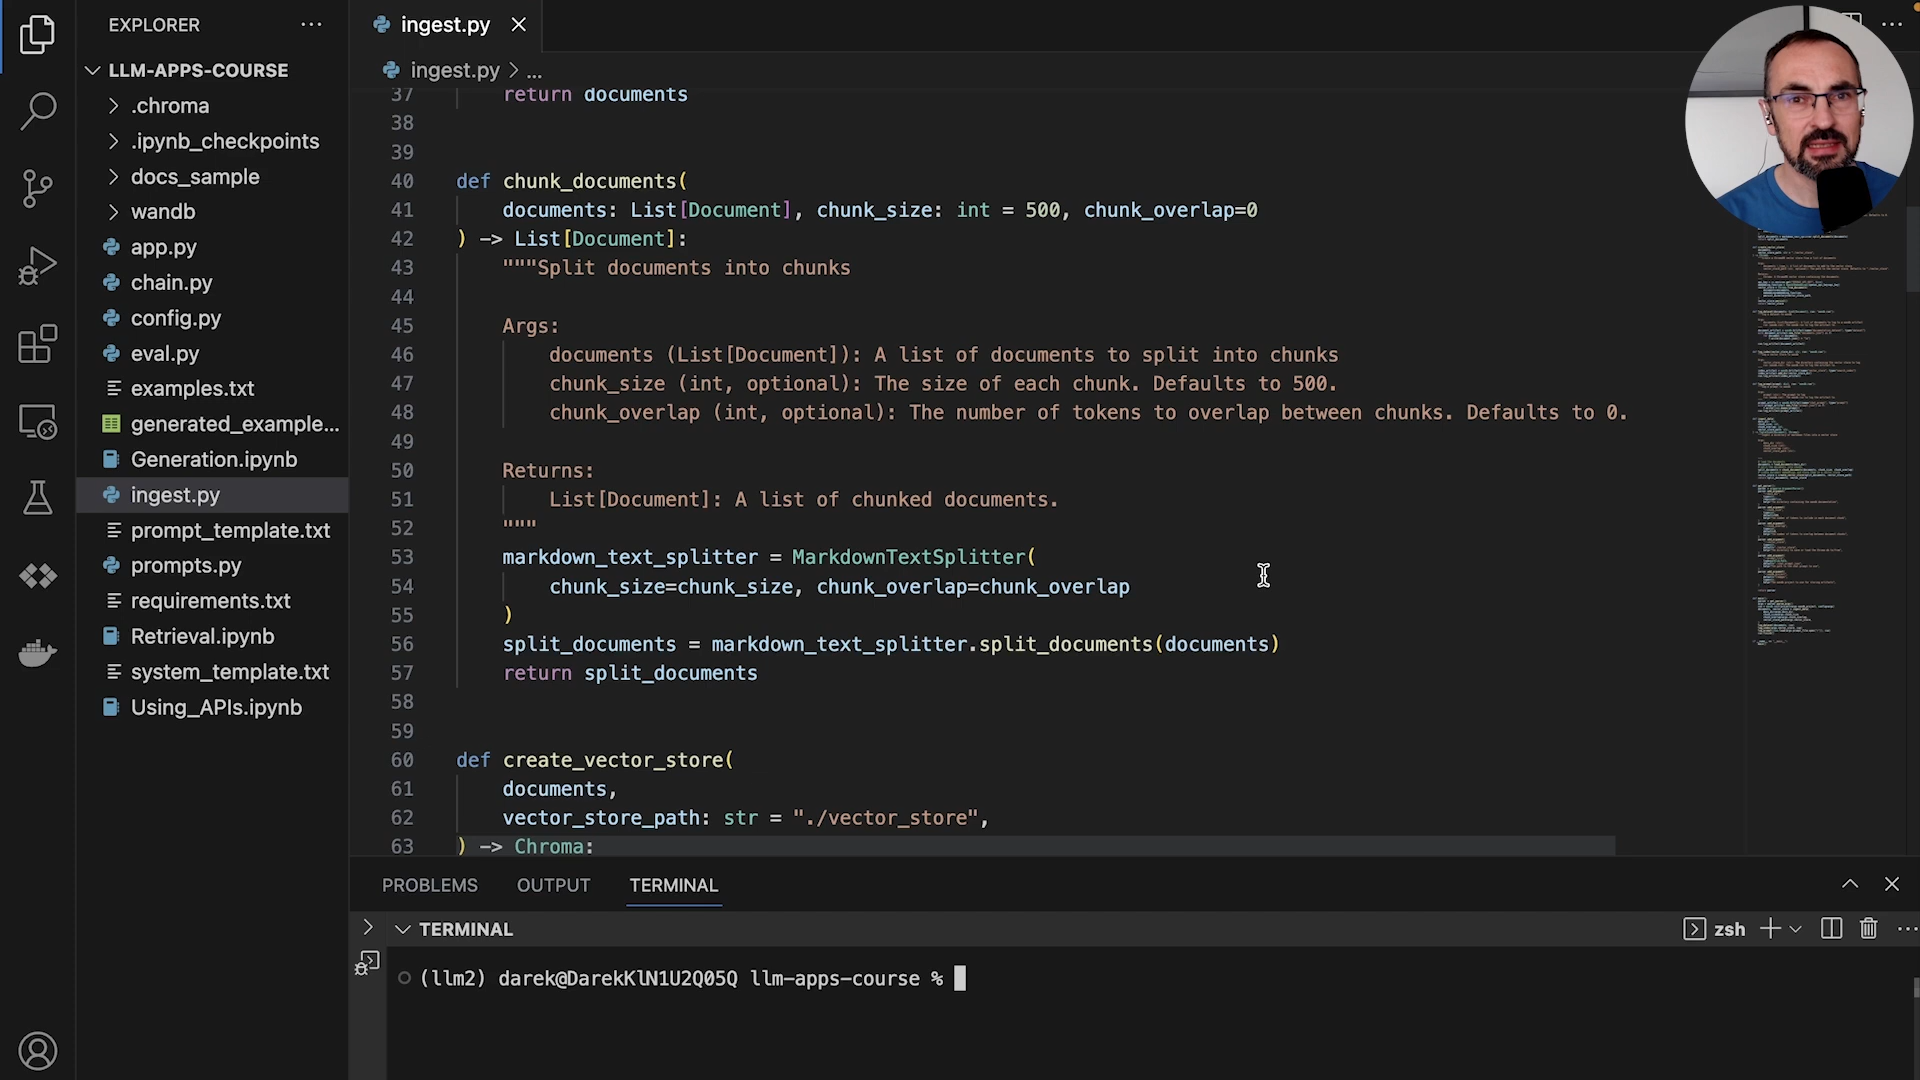 EXPLORER
LLM-APPS-COURSE
.chroma
.ipynb_checkpoints
docs_sample
wandb
app.py
chain.py
config.py
eval.py
examples.txt
generated_example...
Generation.ipynb
ingest.py
prompt_template.txt
prompts.py
requirements.txt
Retrieval.ipynb
system_template.txt
Using_APIs.ipynb
ingest.py
ingest.py > ...
37 return documents
38
39
40 def chunk_documents(
41 documents: List[Document], chunk_size: int = 500, chunk_overlap=0
42 ) -> List[Document]:
43 """Split documents into chunks
44
45 Args:
46 documents (List[Document]): A list of documents to split into chunks
47 chunk_size (int, optional): The size of each chunk. Defaults to 500.
48 chunk_overlap (int, optional): The number of tokens to overlap between chunks. Defaults to 0.
49
50 Returns:
51 List[Document]: A list of chunked documents.
52 """
53 markdown_text_splitter = MarkdownTextSplitter(
54 chunk_size=chunk_size, chunk_overlap=chunk_overlap
55 )
56 split_documents = markdown_text_splitter.split_documents(documents)
57 return split_documents
58
59
60 def create_vector_store(
61 documents,
62 vector_store_path: str = "./vector_store",
63 ) -> Chroma:
PROBLEMS OUTPUT TERMINAL
TERMINAL
zsh
(llm2) darek@DarekKlN1U2Q05Q llm-apps-course %